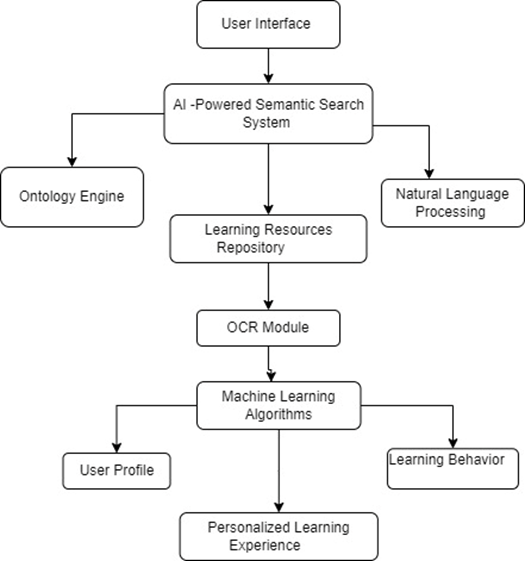 User Interface
AI -Powered Semantic Search
System
Ontology Engine
Natural Language
Processing
Learning Resources
Repository
OCR Module
Machine Learning
Algorithms
User Profile
Learning Behavior
Personalized Learning
Experience